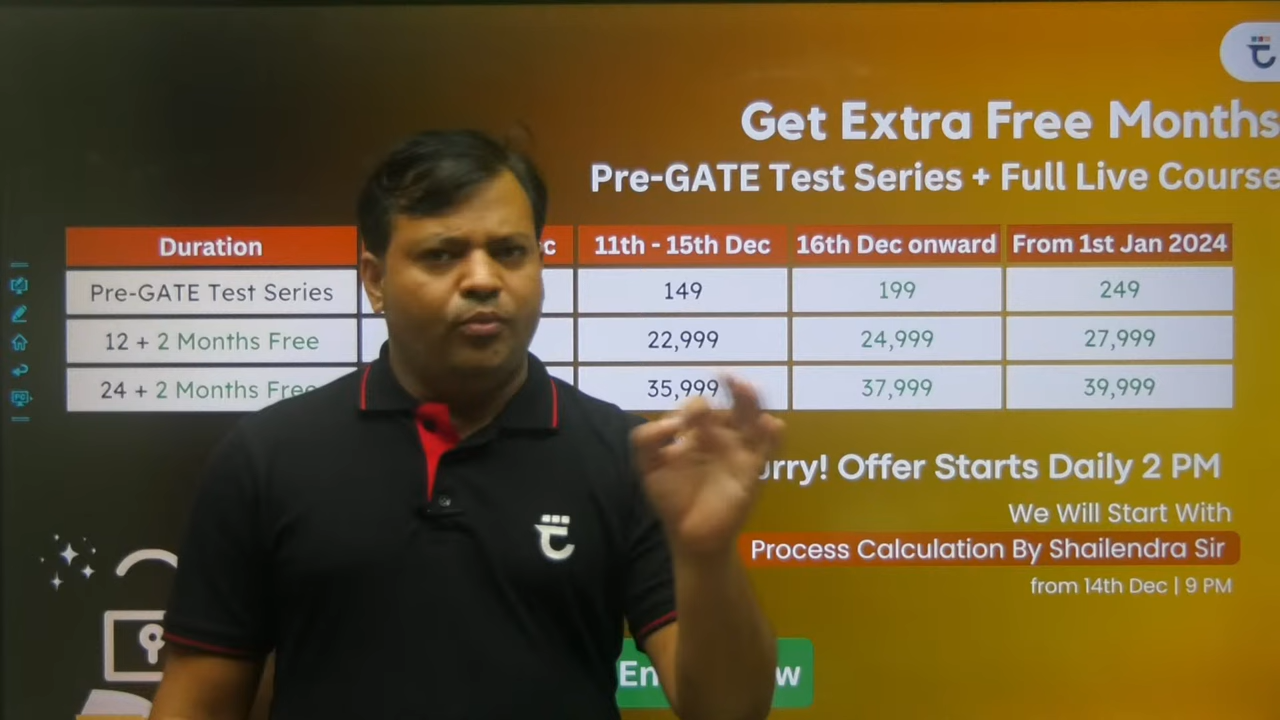 Get Extra Free Months
Pre-GATE Test Series + Full Live Course
Duration 11th - 15th Dec 16th Dec onward From 1st Jan 2024
Pre-GATE Test Series 149 199 249
12 + 2 Months Free 22,999 24,999 27,999
24 + 2 Months Free 35,999 37,999 39,999
Offer Starts Daily 2 PM
We Will Start With
Process Calculation By Shailendra Sir
from 14th Dec | 9 PM